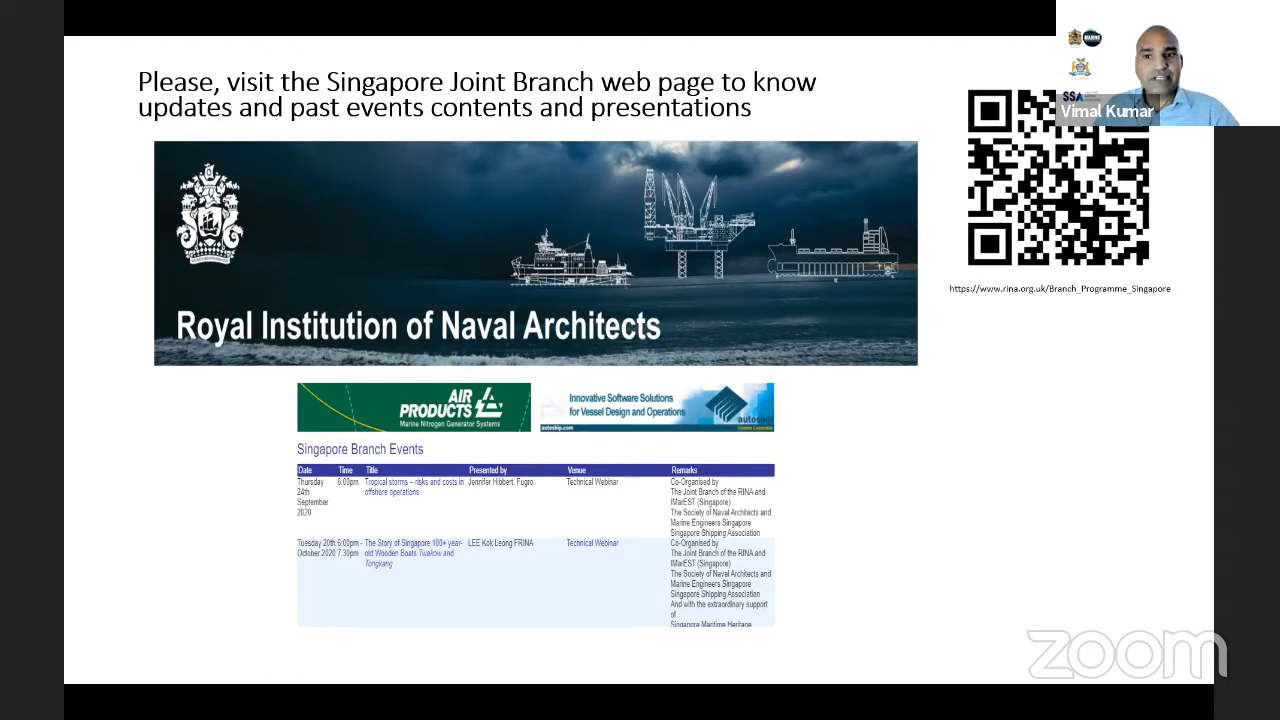 Please, visit the Singapore Joint Branch web page to know
updates and past events contents and presentations
MARINE
SSA
Vimal Kumar
https://www.rina.org.uk/Branch_Programme_Singapore
Royal Institution of Naval Architects
AIR
PRODUCTS
Marine Nitrogen Generator Systems
Innovative Software Solutions
for Vessel Design and Operations
autoship
autoship.com
Singapore Branch Events
Date Time Title Presented by Venue Remarks
Thursday 6:00pm Tropical storms – risks and costs in Jennifer Hibbert, Fugro Technical Webinar Co-Organised by
24th offshore operations The Joint Branch of the RINA and
September IMarEST (Singapore)
2020 The Society of Naval Architects and
Marine Engineers Singapore
Singapore Shipping Association
Tuesday 20th 6:00pm - The Story of Singapore 100+ year- LEE Kok Leong FRINA Technical Webinar Co-Organised by
October 2020 7.30pm old Wooden Boats Twakow and The Joint Branch of the RINA and
Tongkang IMarEST (Singapore)
The Society of Naval Architects and
Marine Engineers Singapore
Singapore Shipping Association
And with the extraordinary support
of
Singapore Maritime Heritage
zoom